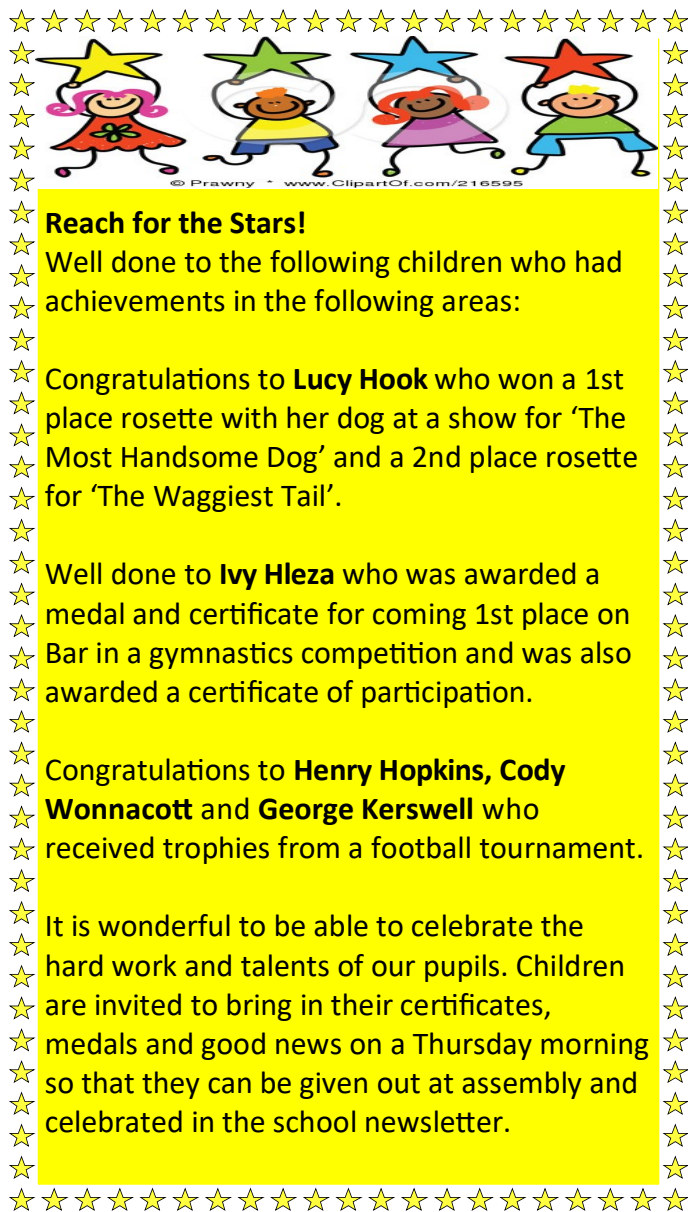 © Prawny * www.ClipartOf.com/216595
Reach for the Stars!
Well done to the following children who had
achievements in the following areas:
Congratulations to Lucy Hook who won a 1st
place rosette with her dog at a show for ‘The
Most Handsome Dog’ and a 2nd place rosette
for ‘The Waggiest Tail’.
Well done to Ivy Hleza who was awarded a
medal and certificate for coming 1st place on
Bar in a gymnastics competition and was also
awarded a certificate of participation.
Congratulations to Henry Hopkins, Cody
Wonnacott and George Kerswell who
received trophies from a football tournament.
It is wonderful to be able to celebrate the
hard work and talents of our pupils. Children
are invited to bring in their certificates,
medals and good news on a Thursday morning
so that they can be given out at assembly and
celebrated in the school newsletter.